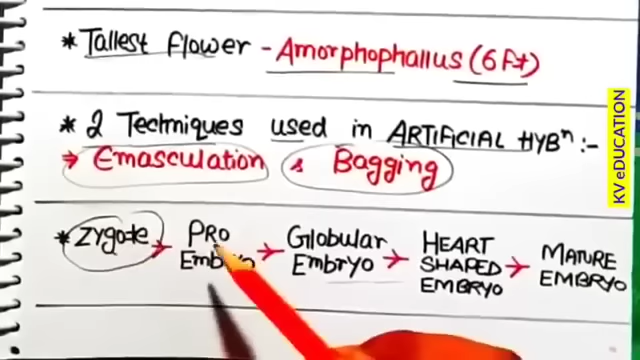 * Tallest flower - Amorphophallus (6 Ft)
* 2 Techniques used in ARTIFICIAL HYBⁿ :-
→ Emasculation & Bagging
* Zygote → PRO Embryo → Globular Embryo → HEART SHAPED EMBRYO → MATURE EMBRYO
KV eDUCATION